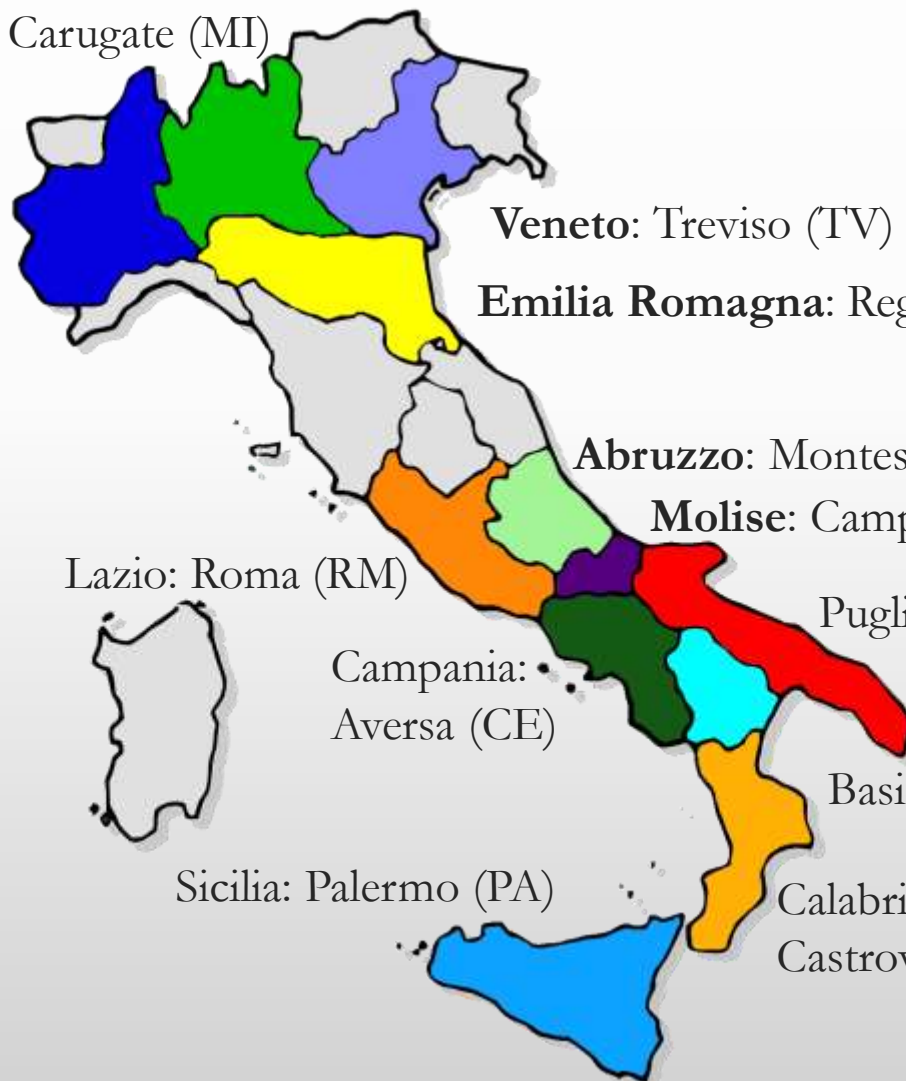 Carugate (MI)
Veneto: Treviso (TV)
Emilia Romagna: Reg
Abruzzo: Montes
Molise: Camp
Lazio: Roma (RM)
Pugli
Campania:
Aversa (CE)
Basi
Sicilia: Palermo (PA)
Calabri
Castrov